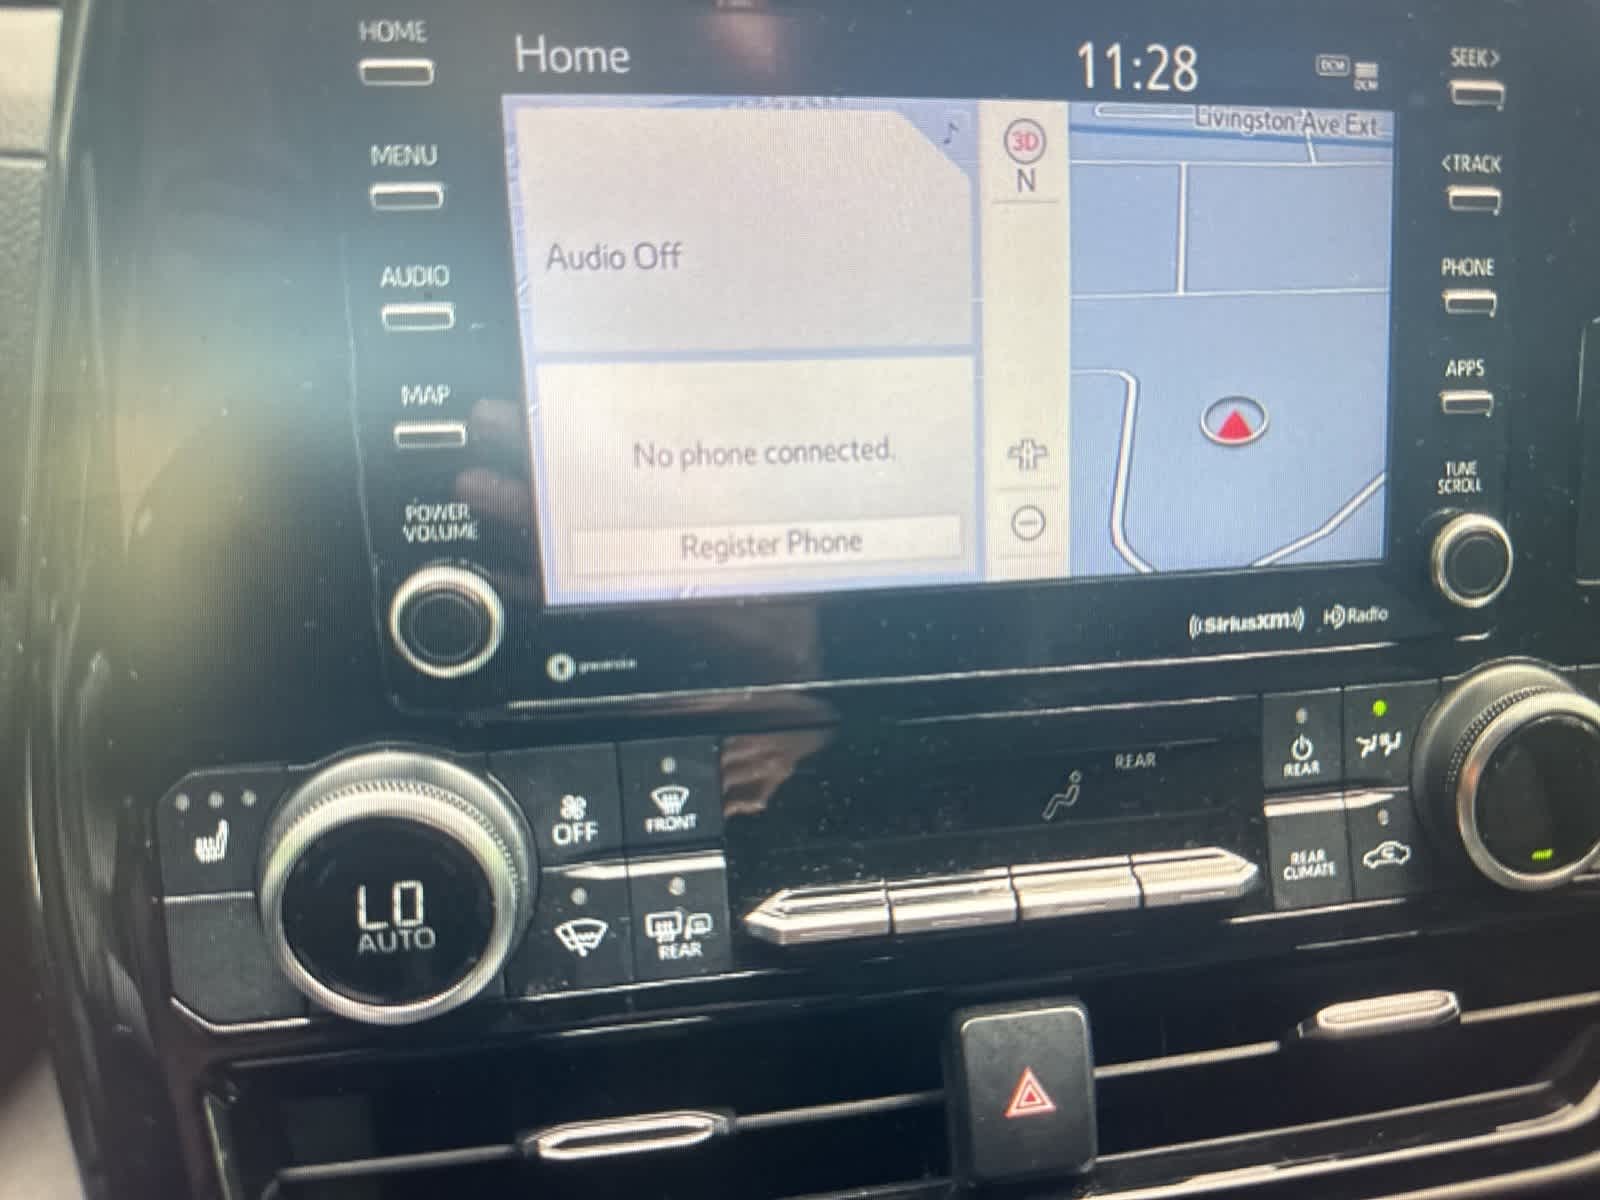 HOME
Home
11:28
DCM
DCM
SEEK>
MENU
3D
N
Livingston Ave Ext
<TRACK
AUDIO
Audio Off
PHONE
MAP
No phone connected.
APPS
POWER
VOLUME
Register Phone
TUNE
SCROLL
((SiriusXM))
HD Radio
OFF
FRONT
REAR
REAR
LO
AUTO
REAR
REAR
CLIMATE